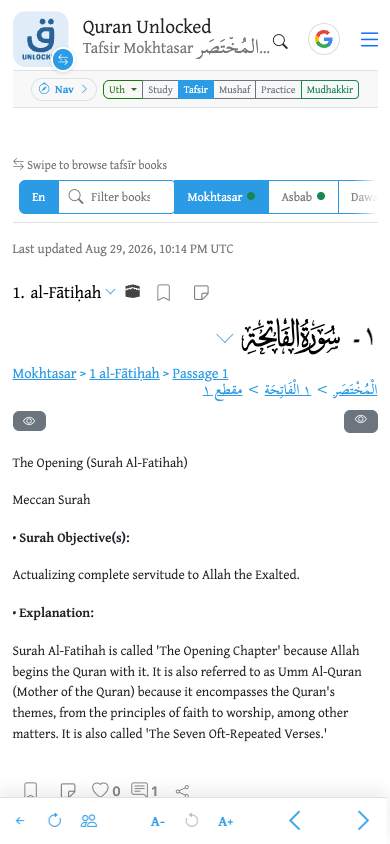 ق
UNLOCK
Quran Unlocked
Tafsir Mokhtasar المُخْتَصَر...
Nav
Uth Study Tafsir Mushaf Practice Mudhakkir
Swipe to browse tafsīr books
En Filter books Mokhtasar Asbab Dawa
Last updated Aug 29, 2026, 10:14 PM UTC
1. al-Fātiḥah
١ - سُورَةُ الفَاتِحَة
Mokhtasar > 1 al-Fātiḥah > Passage 1
الْمُخْتَصَر > ١ الْفَاتِحَة > مقطع ١
The Opening (Surah Al-Fatihah)
Meccan Surah
• Surah Objective(s):
Actualizing complete servitude to Allah the Exalted.
• Explanation:
Surah Al-Fatihah is called 'The Opening Chapter' because Allah
begins the Quran with it. It is also referred to as Umm Al-Quran
(Mother of the Quran) because it encompasses the Quran's
themes, from the principles of faith to worship, among other
matters. It is also called 'The Seven Oft-Repeated Verses.'
0 1
A- A+